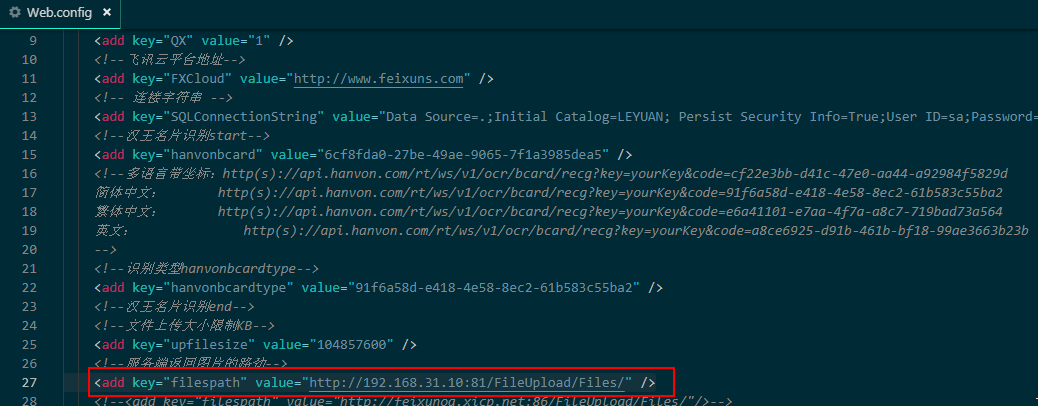 Web.config ×
9 <add key="QX" value="1" />
10 <!--飞讯云平台地址-->
11 <add key="FXCloud" value="http://www.feixuns.com" />
12 <!-- 连接字符串 -->
13 <add key="SQLConnectionString" value="Data Source=.;Initial Catalog=LEYUAN; Persist Security Info=True;User ID=sa;Password=
14 <!--汉王名片识别start-->
15 <add key="hanvonbcard" value="6cf8fda0-27be-49ae-9065-7f1a3985dea5" />
16 <!--多语言带坐标：http(s)://api.hanvon.com/rt/ws/v1/ocr/bcard/recg?key=yourKey&code=cf22e3bb-d41c-47e0-aa44-a92984f5829d
17 简体中文： http(s)://api.hanvon.com/rt/ws/v1/ocr/bcard/recg?key=yourKey&code=91f6a58d-e418-4e58-8ec2-61b583c55ba2
18 繁体中文： http(s)://api.hanvon.com/rt/ws/v1/ocr/bcard/recg?key=yourKey&code=e6a41101-e7aa-4f7a-a8c7-719bad73a564
19 英文： http(s)://api.hanvon.com/rt/ws/v1/ocr/bcard/recg?key=yourKey&code=a8ce6925-d91b-461b-bf18-99ae3663b23b
20 -->
21 <!--识别类型hanvonbcardtype-->
22 <add key="hanvonbcardtype" value="91f6a58d-e418-4e58-8ec2-61b583c55ba2" />
23 <!--汉王名片识别end-->
24 <!--文件上传大小限制KB-->
25 <add key="upfilesize" value="104857600" />
26 <!--服务端返回图片的路劲-->
27 <add key="filespath" value="http://192.168.31.10:81/FileUpload/Files/" />
28 <!--<add key="filespath" value="http://feixunoa.xicp.net:86/FileUpload/Files/"/>-->